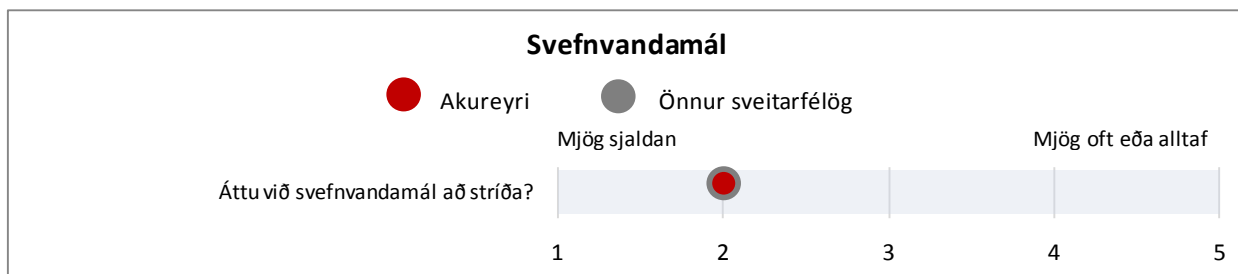 Svefnvandamál
Akureyri Önnur sveitarfélög
Mjög sjaldan Mjög oft eða alltaf
Áttu við svefnvandamál að stríða?
1 2 3 4 5